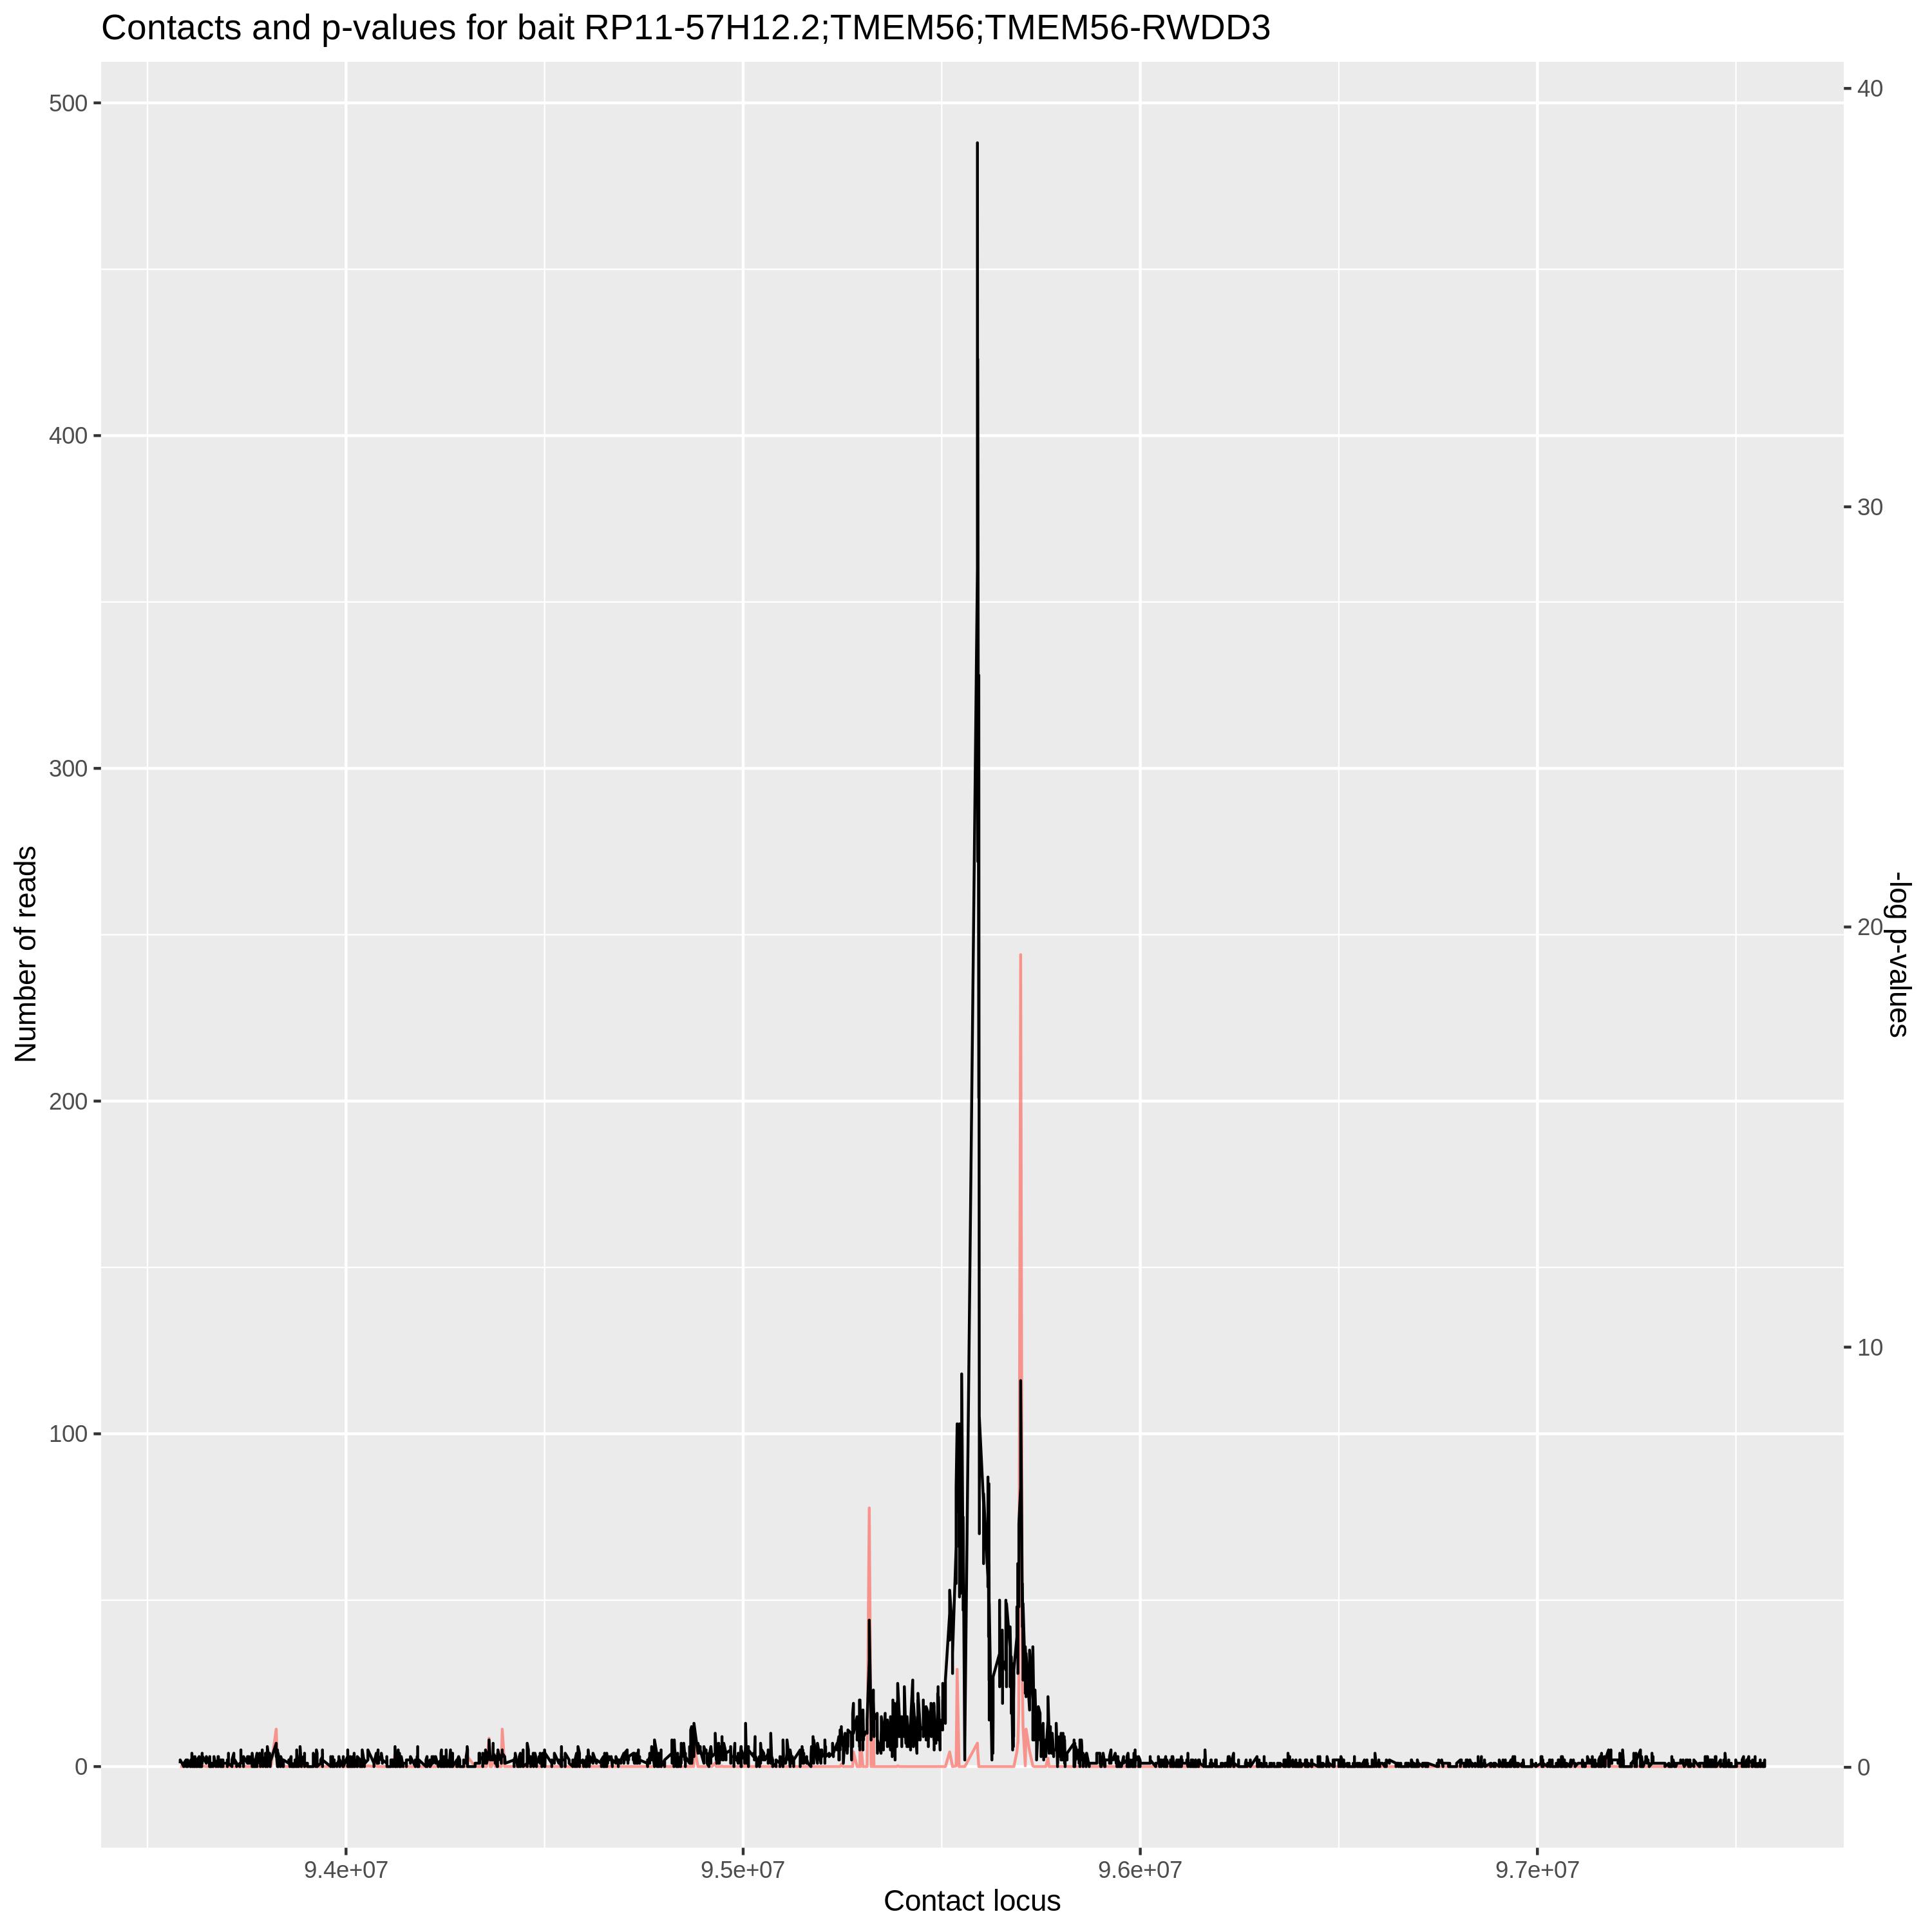 Contacts and p-values for bait RP11-57H12.2;TMEM56;TMEM56-RWDD3
500
400
300
200
100
0
Number of reads
40
30
20
10
0
-log p-values
9.4e+07 9.5e+07 9.6e+07 9.7e+07
Contact locus